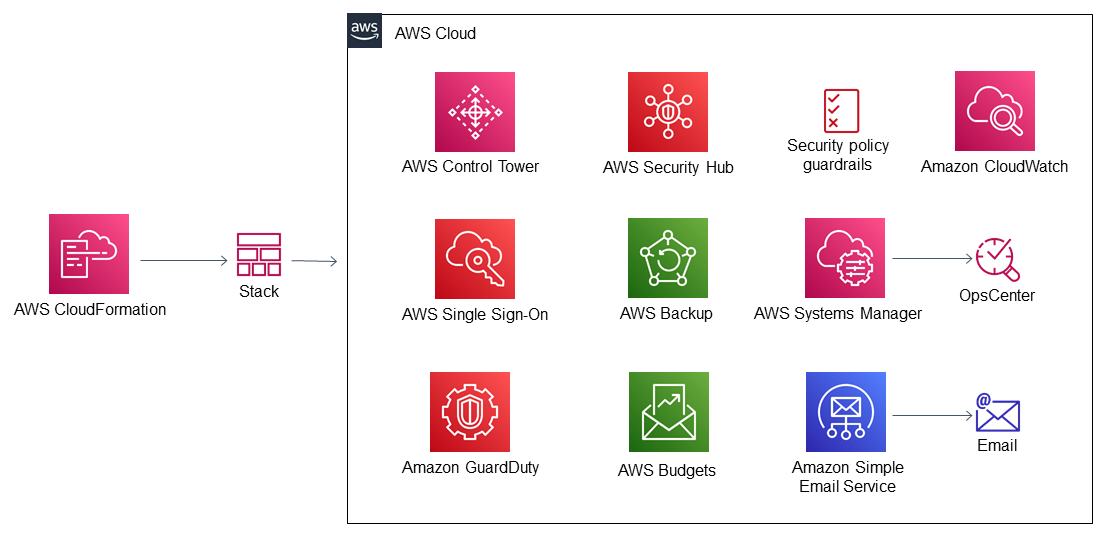 aws
AWS Cloud
AWS Control Tower
AWS Security Hub
Security policy
guardrails
Amazon CloudWatch
AWS CloudFormation
Stack
AWS Single Sign-On
AWS Backup
AWS Systems Manager
OpsCenter
Amazon GuardDuty
AWS Budgets
Amazon Simple
Email Service
@
Email